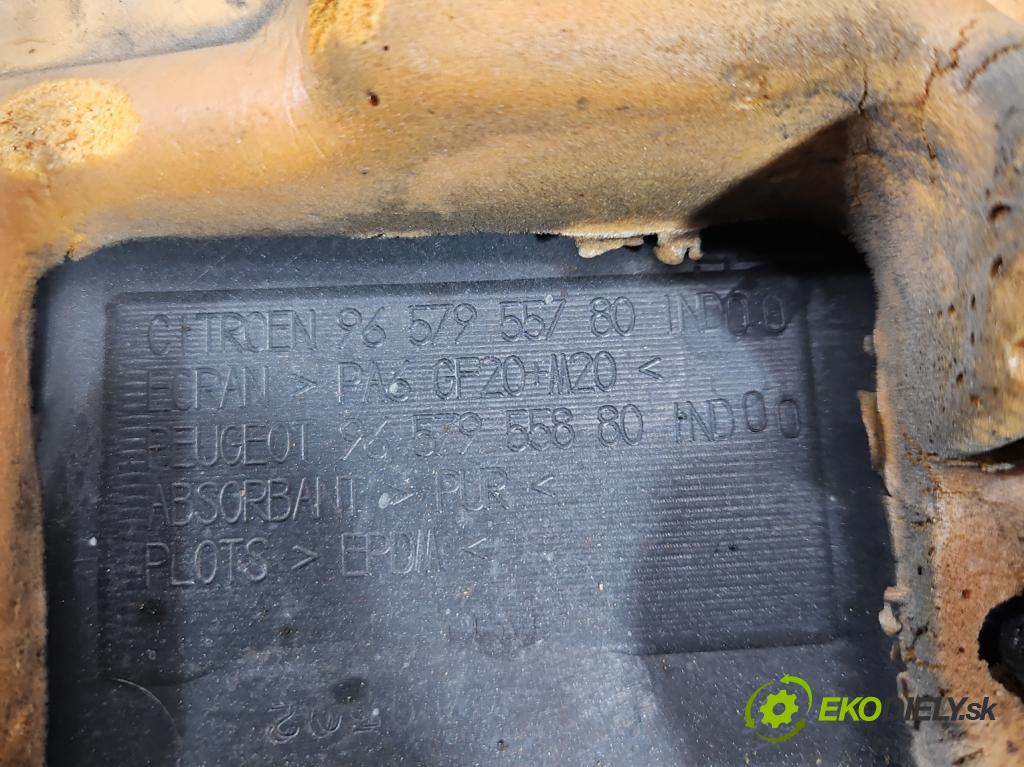 CITROEN 96 579 557 80 IND00
ECRAN > PA6 GF20+M20 <
PEUGEOT 96 579 558 80 IND00
ABSORBANT > PUR <
PLOTS > EPDM <
EKODIELY.sk